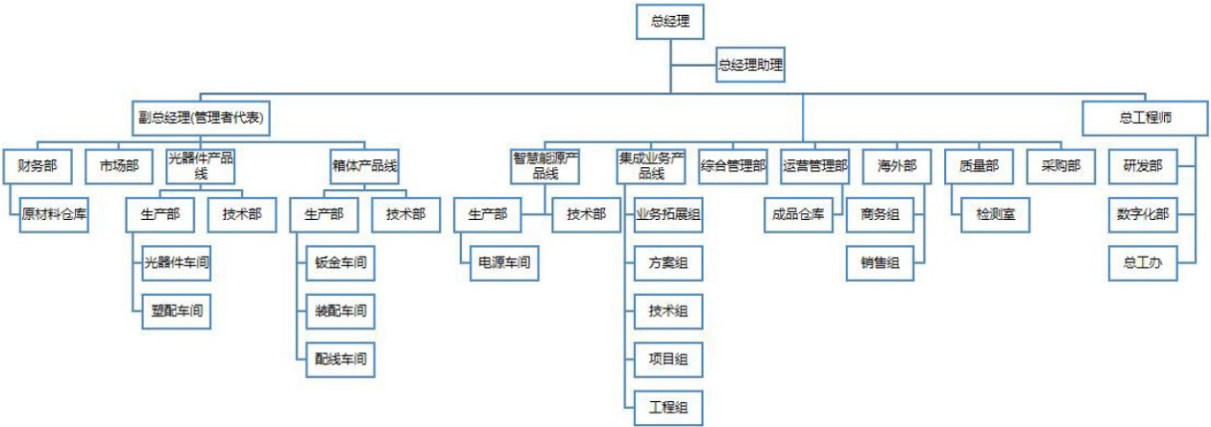 总经理
总经理助理
副总经理(管理者代表)
总工程师
财务部
市场部
光器件产品
线
箱体产品线
智慧能源产
品线
集成业务产
品线
综合管理部
运营管理部
海外部
质量部
采购部
研发部
原材料仓库
生产部
技术部
生产部
技术部
生产部
技术部
业务拓展组
成品仓库
商务组
检测室
数字化部
光器件车间
钣金车间
电源车间
方案组
销售组
总工办
塑配车间
装配车间
技术组
配线车间
项目组
工程组